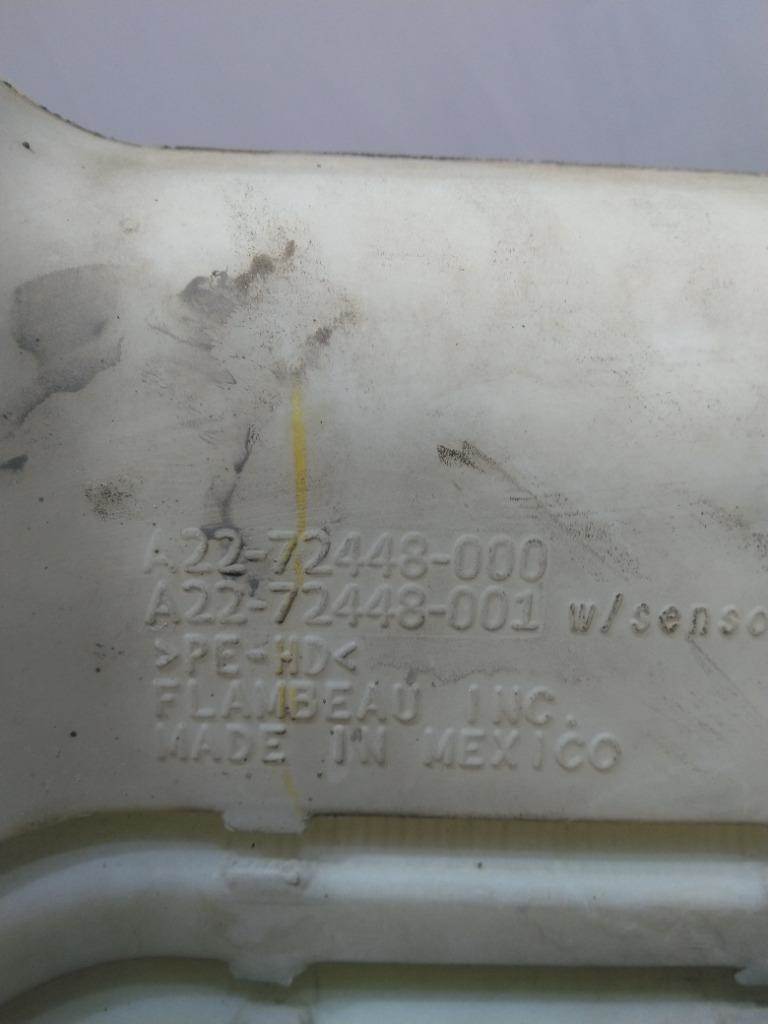 A22-72448-000
A22-72448-001 w/senso
>PE-HD<
FLAMBEAU INC.
MADE IN MEXICO